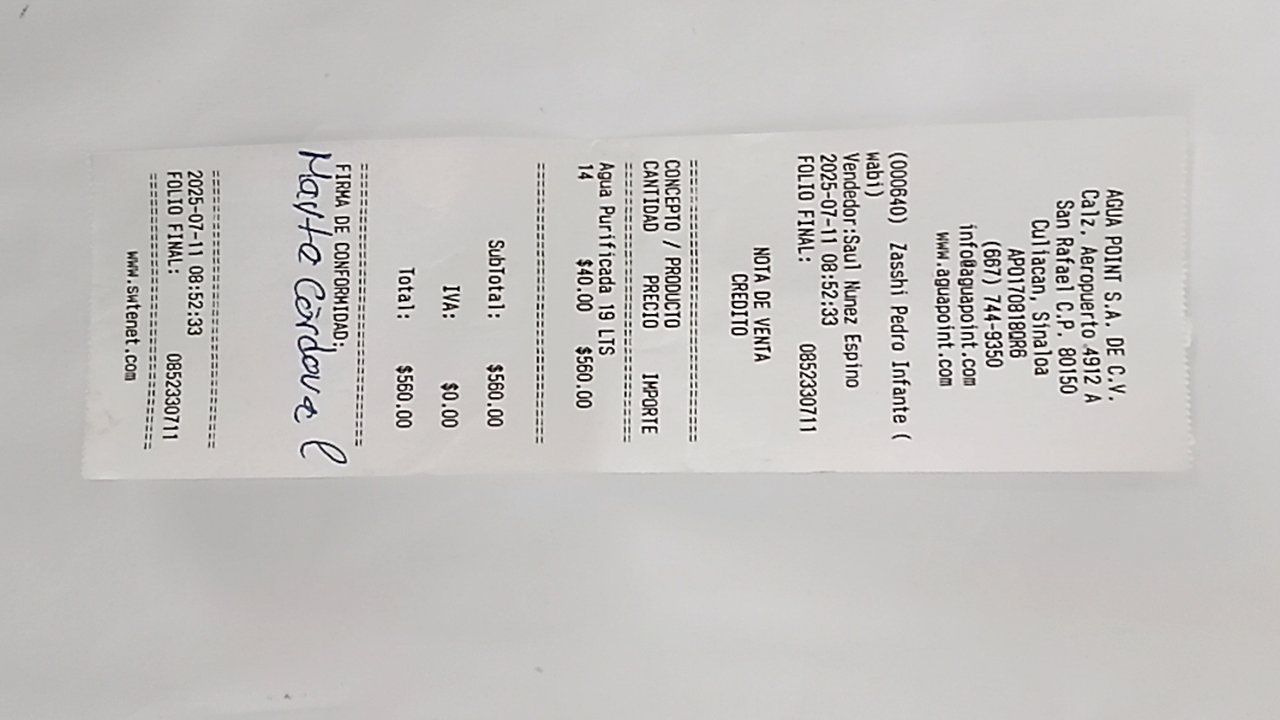 AGUA POINT S.A. DE C.V.
Calz. Aeropuerto 4912 A
San Rafael C.P. 80150
Culiacan, Sinaloa
APO170818QR6
(667) 744-9350
info@aguapoint.com
www.aguapoint.com
(000640) Zasshi Pedro Infante (
wabi)
Vendedor:Saul Nunez Espino
2025-07-11 08:52:33
FOLIO FINAL: 0852330711
NOTA DE VENTA
CREDITO
================================
CONCEPTO / PRODUCTO
CANTIDAD PRECIO IMPORTE
================================
Agua Purificada 19 LTS
14 $40.00 $560.00
================================
SubTotal: $560.00
IVA: $0.00
Total: $560.00
================================
FIRMA DE CONFORMIDAD:
Marta Córdova
================================
2025-07-11 08:52:33
FOLIO FINAL: 0852330711
================================
www.swtenet.com